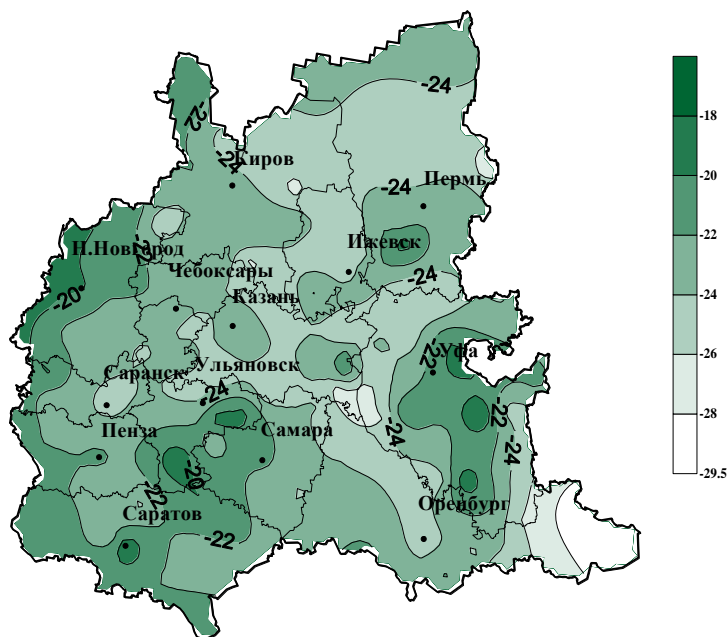 -24
-22
-24
Киров
-24
Пермь
-22
Н.Новгород
Ижевск
-24
Чебоксары
-20
Казань
Уфа
-22
Ульяновск
Саранск
-24
-22
Пенза
Самара
-24
-24
-20
-22
Саратов
Оренбург
-22
-18
-20
-22
-24
-26
-28
-29.5